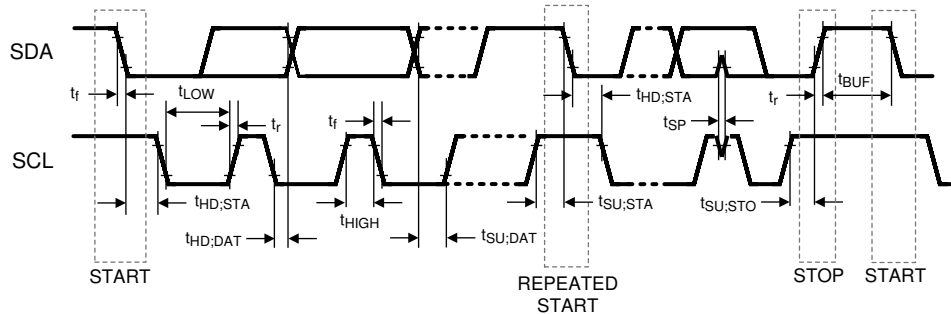 SDA
t_f
t_LOW
t_r
t_f
t_HD;STA
t_SP
t_r
t_BUF
SCL
t_HD;STA
t_HD;DAT
t_HIGH
t_SU;DAT
t_SU;STA
t_SU;STO
START
REPEATED
START
STOP
START